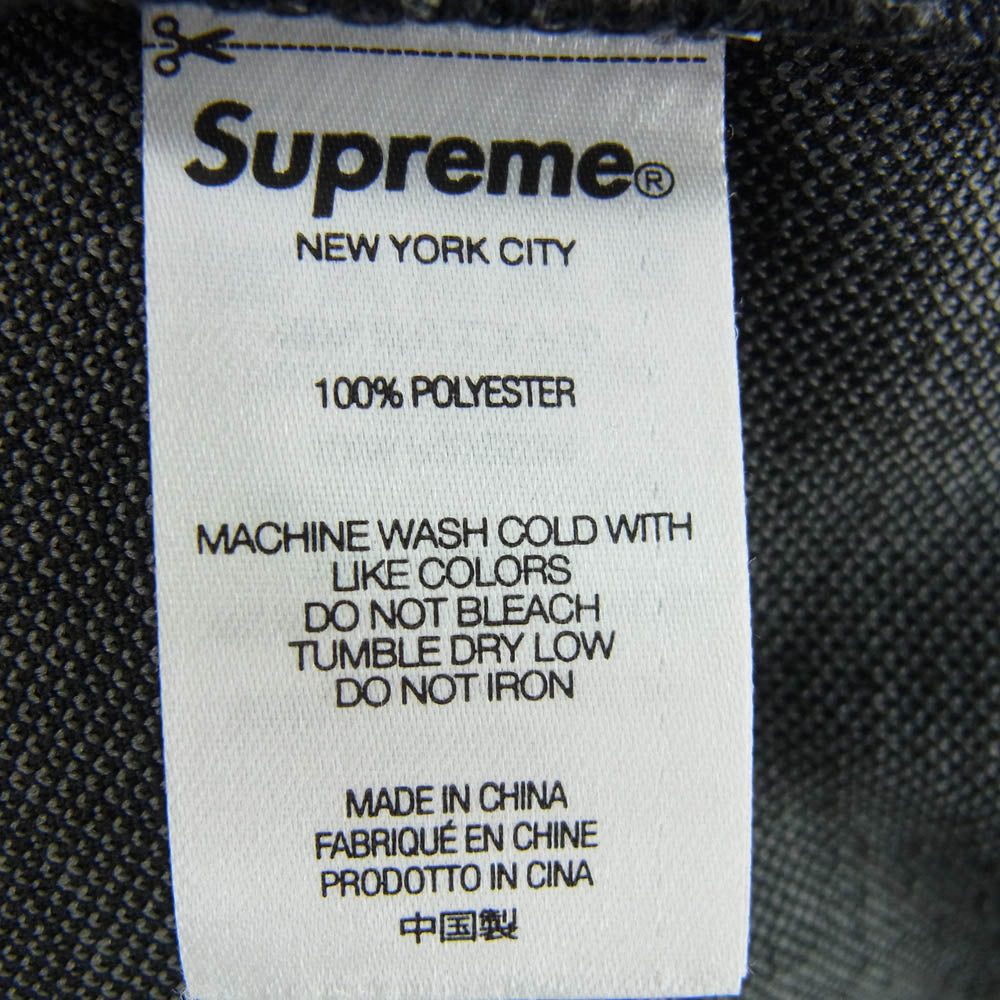 Supreme®
NEW YORK CITY
100% POLYESTER
MACHINE WASH COLD WITH
LIKE COLORS
DO NOT BLEACH
TUMBLE DRY LOW
DO NOT IRON
MADE IN CHINA
FABRIQUÉ EN CHINE
PRODOTTO IN CINA
中国製